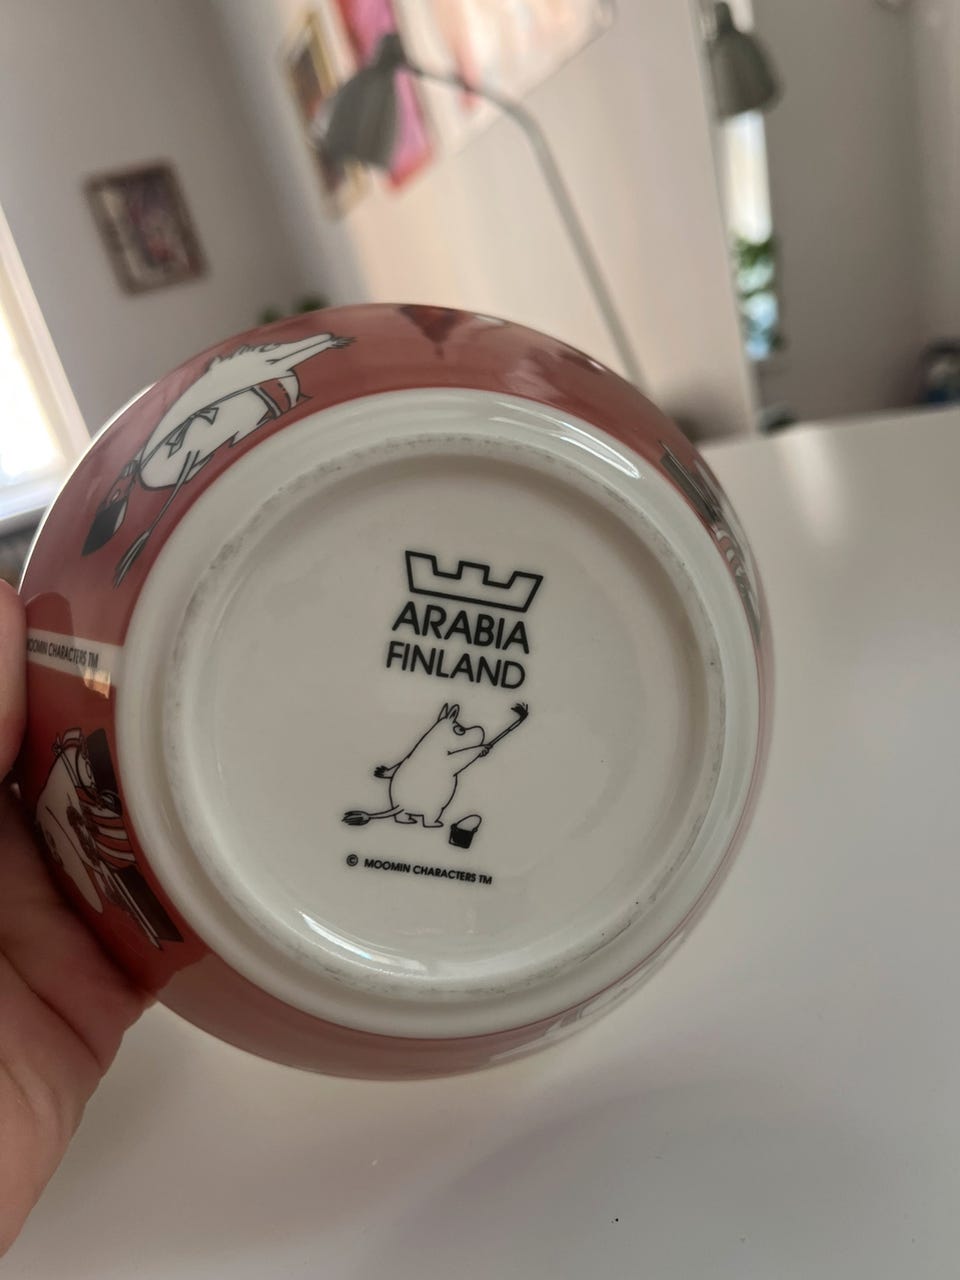 ARABIA
FINLAND
© MOOMIN CHARACTERS TM
MOOMIN CHARACTERS TM